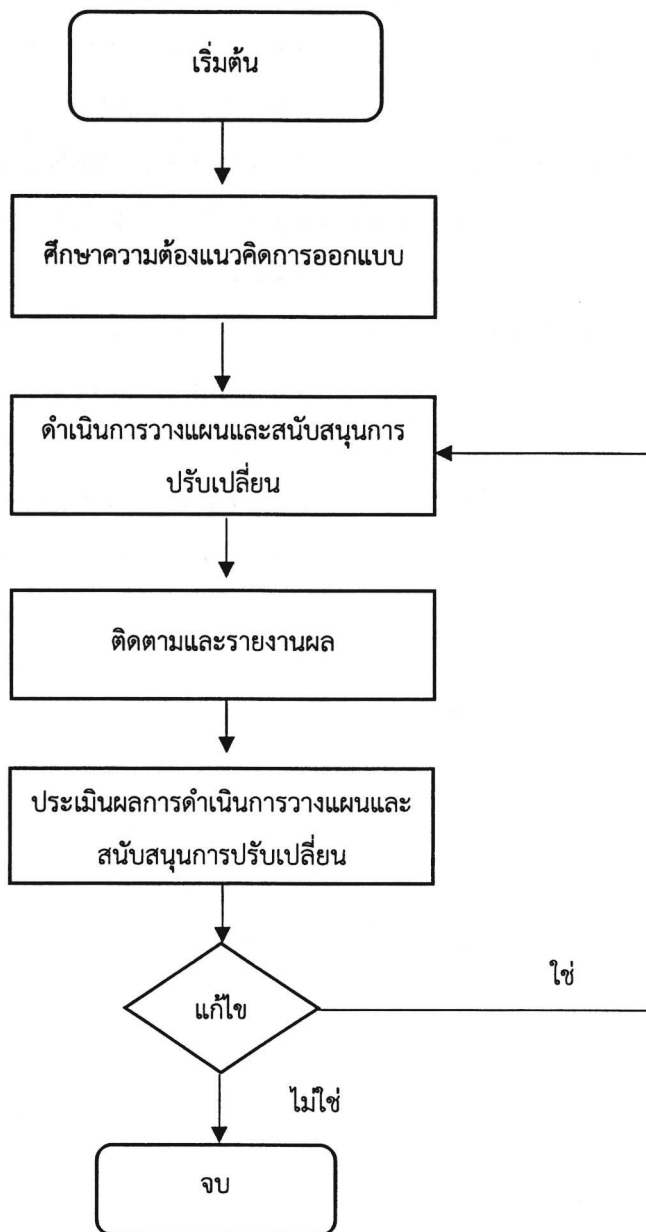 เริ่มต้น
ศึกษาความต้องแนวคิดการออกแบบ
ดำเนินการวางแผนและสนับสนุนการ
ปรับเปลี่ยน
ติดตามและรายงานผล
ประเมินผลการดำเนินการวางแผนและ
สนับสนุนการปรับเปลี่ยน
ใช่
แก้ไข
ไม่ใช่
จบ